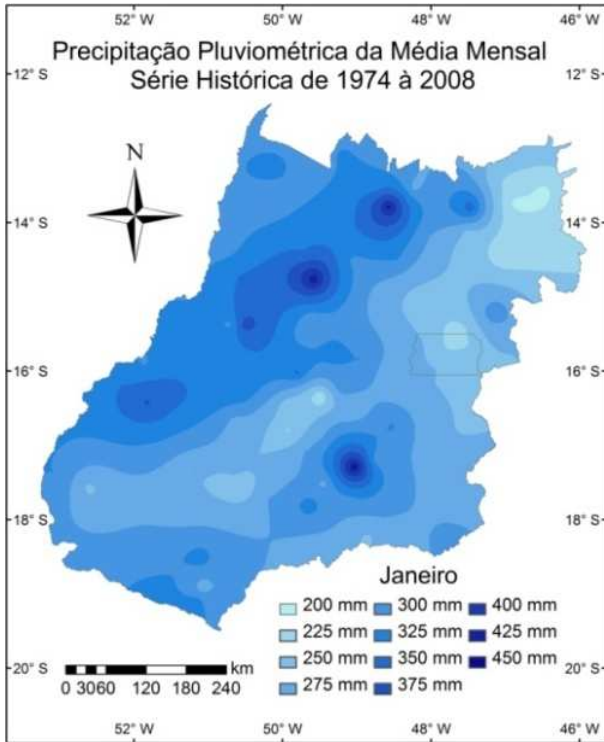 52° W 50° W 48° W 46° W
Precipitação Pluviométrica da Média Mensal
Série Histórica de 1974 à 2008
12° S 12° S
N
14° S 14° S
16° S 16° S
18° S 18° S
Janeiro
200 mm 300 mm 400 mm
225 mm 325 mm 425 mm
250 mm 350 mm 450 mm
275 mm 375 mm
20° S 20° S
km
0 30 60 120 180 240
52° W 50° W 48° W 46° W